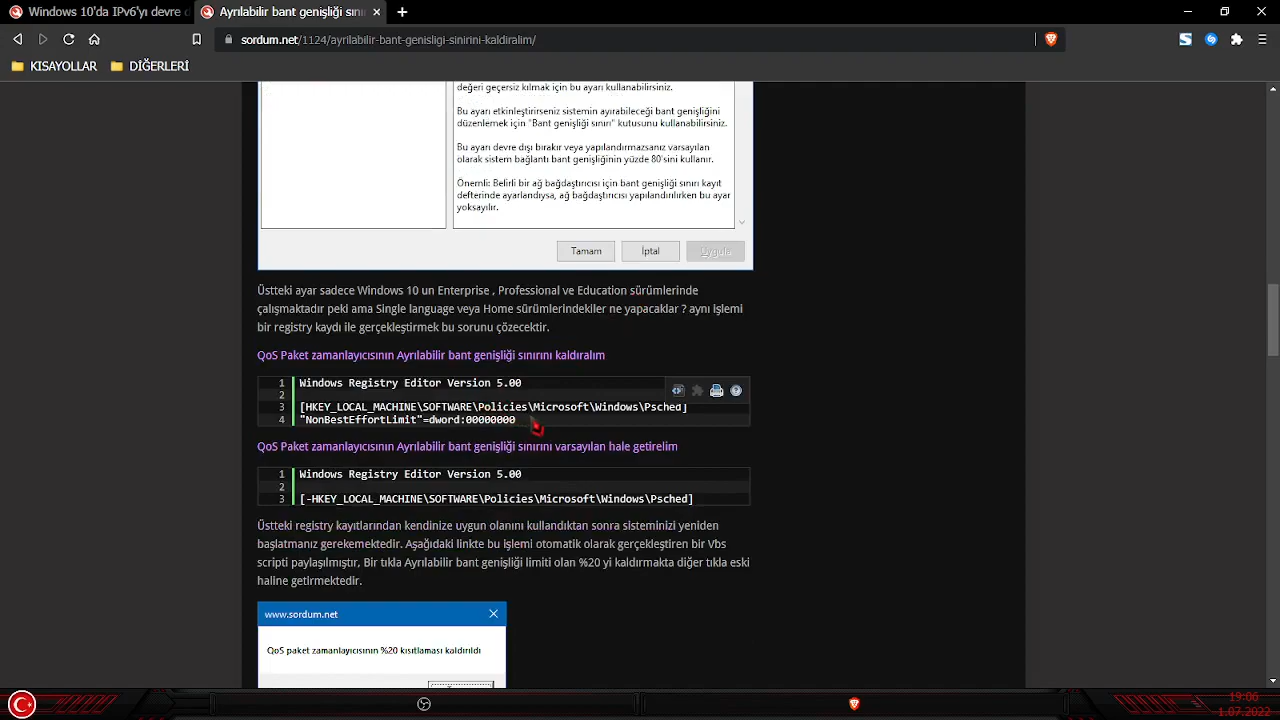 Windows 10'da IPv6'yı devre d
Ayrılabilir bant genişliği sını
sordum.net/1124/ayrilabilir-bant-genisligi-sinirini-kaldiralim/
KISAYOLLAR
DİĞERLERİ
değeri geçersiz kılmak için bu ayarı kullanabilirsiniz.
Bu ayarı etkinleştirirseniz sistemin ayırabileceği bant genişliğini
düzenlemek için "Bant genişliği sınırı" kutusunu kullanabilirsiniz.
Bu ayarı devre dışı bırakır veya yapılandırmazsanız varsayılan
olarak sistem bağlantı bant genişliğinin yüzde 80'sini kullanır.
Önemli: Belirli bir ağ bağdaştırıcısı için bant genişliği sınırı kayıt
defterinde ayarlandıysa, ağ bağdaştırıcısı yapılandırılırken bu ayar
yoksayılır.
Tamam
İptal
Uygula
Üstteki ayar sadece Windows 10 un Enterprise , Professional ve Education sürümlerinde
çalışmaktadır peki ama Single language veya Home sürümlerindekiler ne yapacaklar ? aynı işlemi
bir registry kaydı ile gerçekleştirmek bu sorunu çözecektir.
QoS Paket zamanlayıcısının Ayrılabilir bant genişliği sınırını kaldıralım
1 Windows Registry Editor Version 5.00
2
3 [HKEY_LOCAL_MACHINE\SOFTWARE\Policies\Microsoft\Windows\Psched]
4 "NonBestEffortLimit"=dword:00000000
QoS Paket zamanlayıcısının Ayrılabilir bant genişliği sınırını varsayılan hale getirelim
1 Windows Registry Editor Version 5.00
2
3 [-HKEY_LOCAL_MACHINE\SOFTWARE\Policies\Microsoft\Windows\Psched]
Üstteki registry kayıtlarından kendinize uygun olanını kullandıktan sonra sisteminizi yeniden
başlatmanız gerekemektedir. Aşağıdaki linkte bu işlemi otomatik olarak gerçekleştiren bir Vbs
scripti paylaşılmıştır, Bir tıkla Ayrılabilir bant genişliği limiti olan %20 yi kaldırmakta diğer tıkla eski
haline getirmektedir.
www.sordum.net
QoS paket zamanlayıcısının %20 kısıtlaması kaldırıldı
19:06
1.07.2022